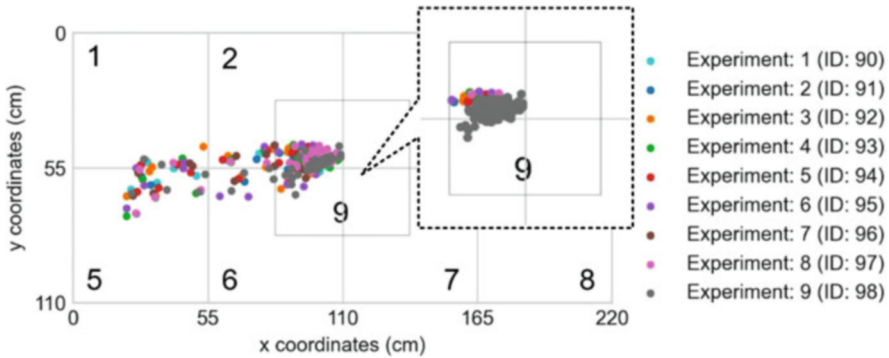 0
1
2
55
9
9
5
6
7
8
110
0
55
110
165
220
x coordinates (cm)
y coordinates (cm)
Experiment: 1 (ID: 90)
Experiment: 2 (ID: 91)
Experiment: 3 (ID: 92)
Experiment: 4 (ID: 93)
Experiment: 5 (ID: 94)
Experiment: 6 (ID: 95)
Experiment: 7 (ID: 96)
Experiment: 8 (ID: 97)
Experiment: 9 (ID: 98)